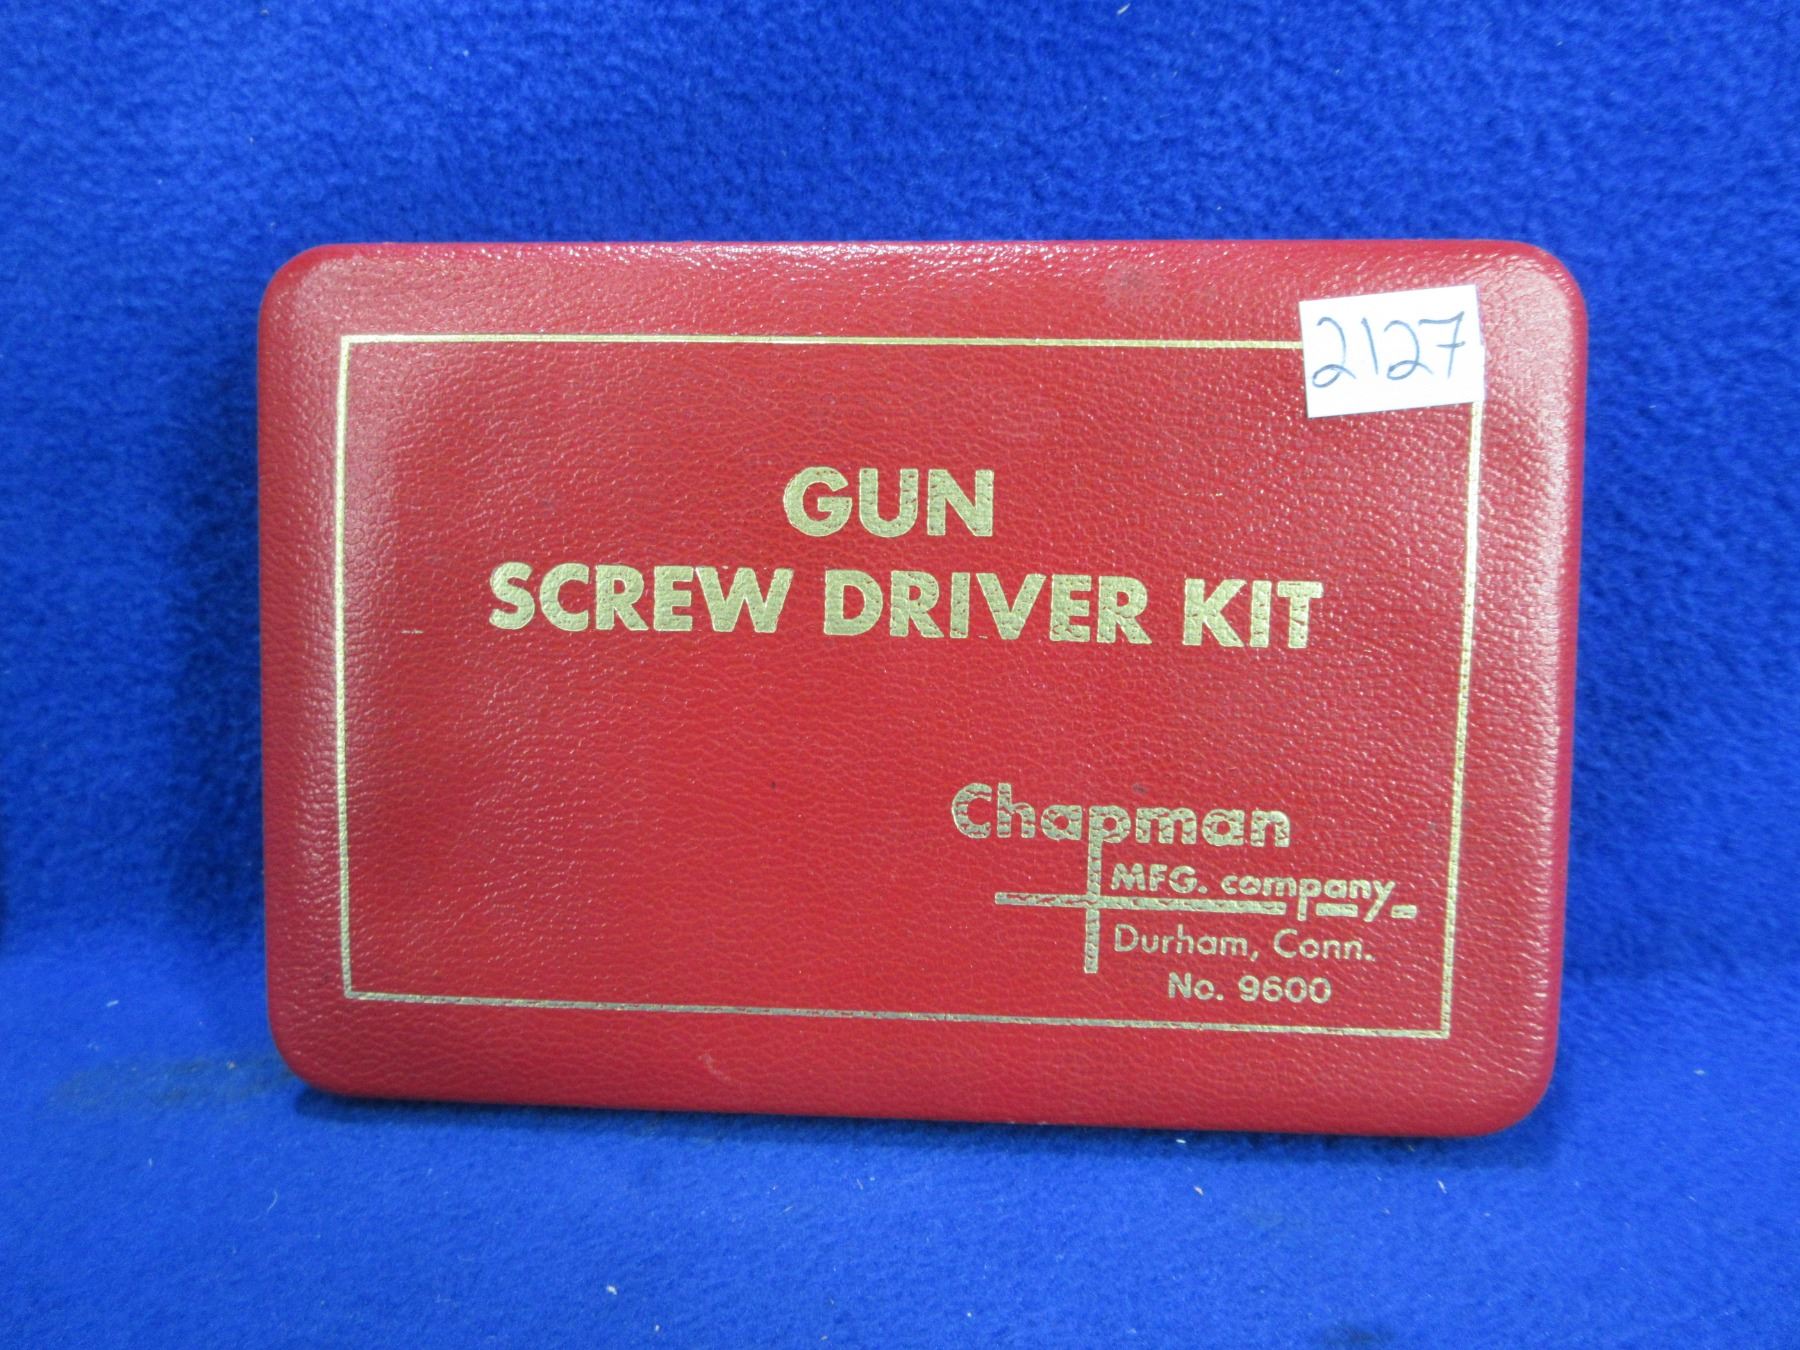 2127
GUN
SCREW DRIVER KIT
Chapman
MFG. company
Durham, Conn.
No. 9600